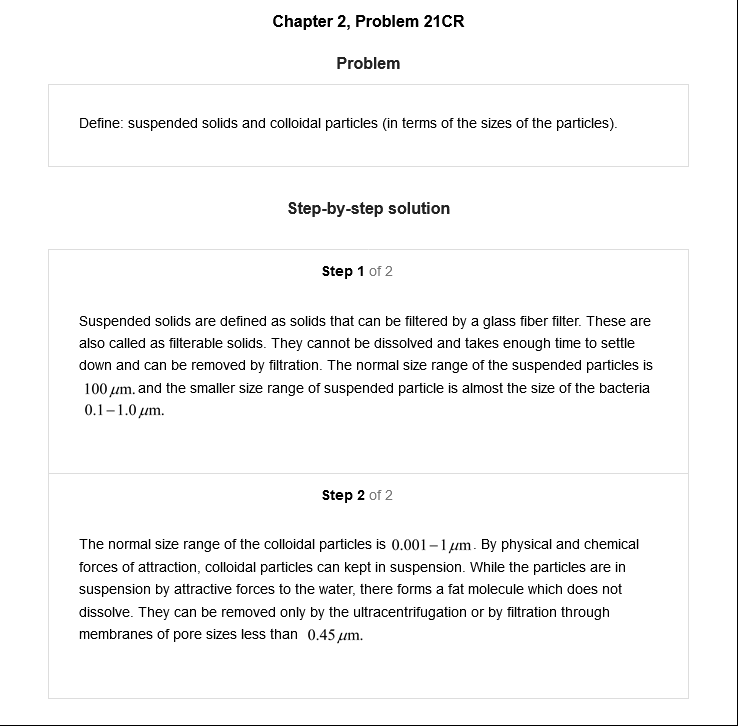 Chapter 2, Problem 21CR
Problem
Define: suspended solids and colloidal particles (in terms of the sizes of the particles).
Step-by-step solution
Step 1 of 2
Suspended solids are defined as solids that can be filtered by a glass fiber filter. These are
also called as filterable solids. They cannot be dissolved and takes enough time to settle
down and can be removed by filtration. The normal size range of the suspended particles is
100 μm. and the smaller size range of suspended particle is almost the size of the bacteria
0.1–1.0 μm.
Step 2 of 2
The normal size range of the colloidal particles is 0.001–1 μm. By physical and chemical
forces of attraction, colloidal particles can kept in suspension. While the particles are in
suspension by attractive forces to the water, there forms a fat molecule which does not
dissolve. They can be removed only by the ultracentrifugation or by filtration through
membranes of pore sizes less than 0.45 μm.